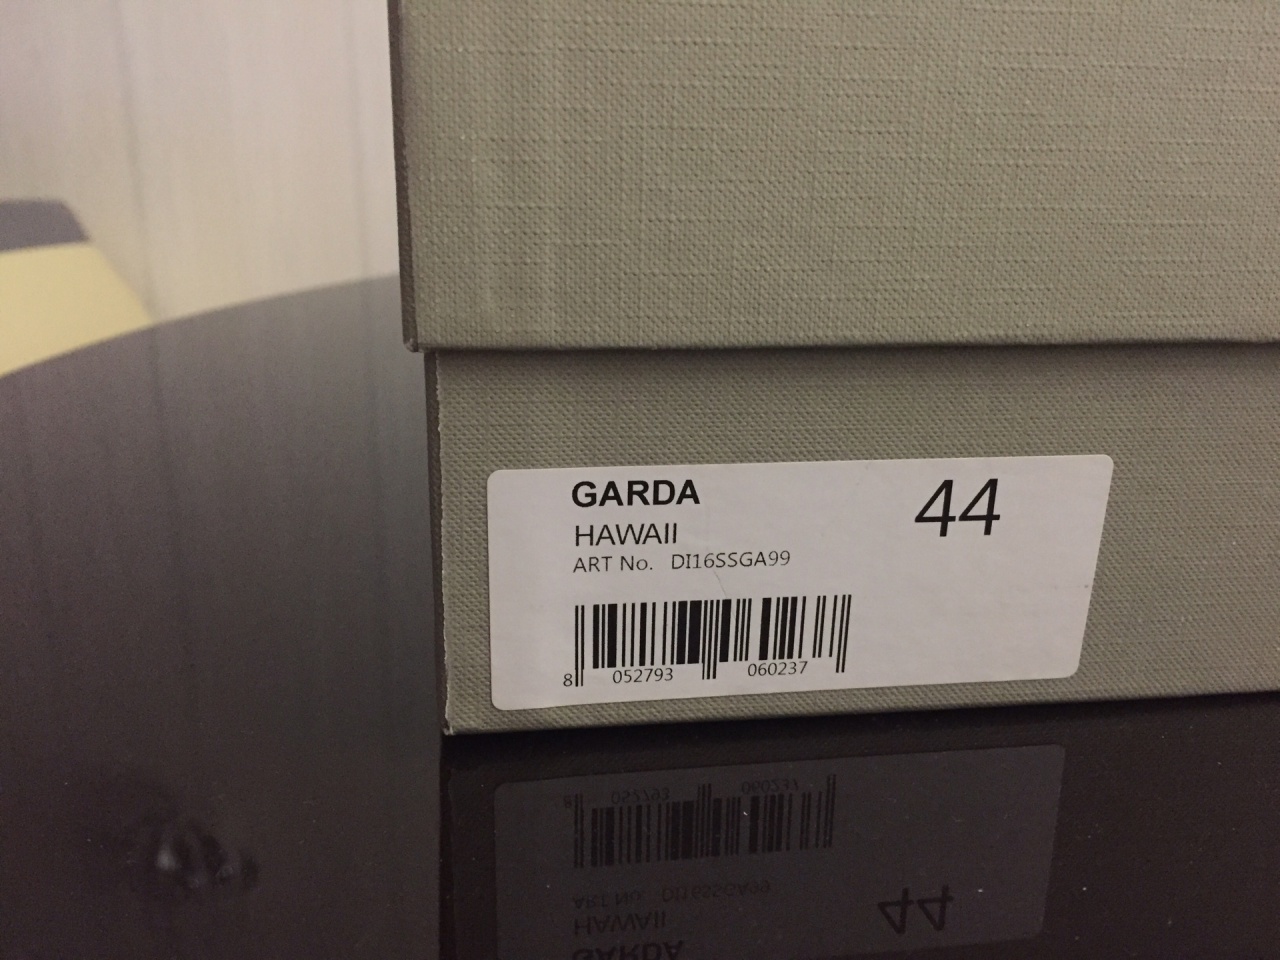 GARDA
44
HAWAII
ART No. DI16SSGA99
8 052793 060237